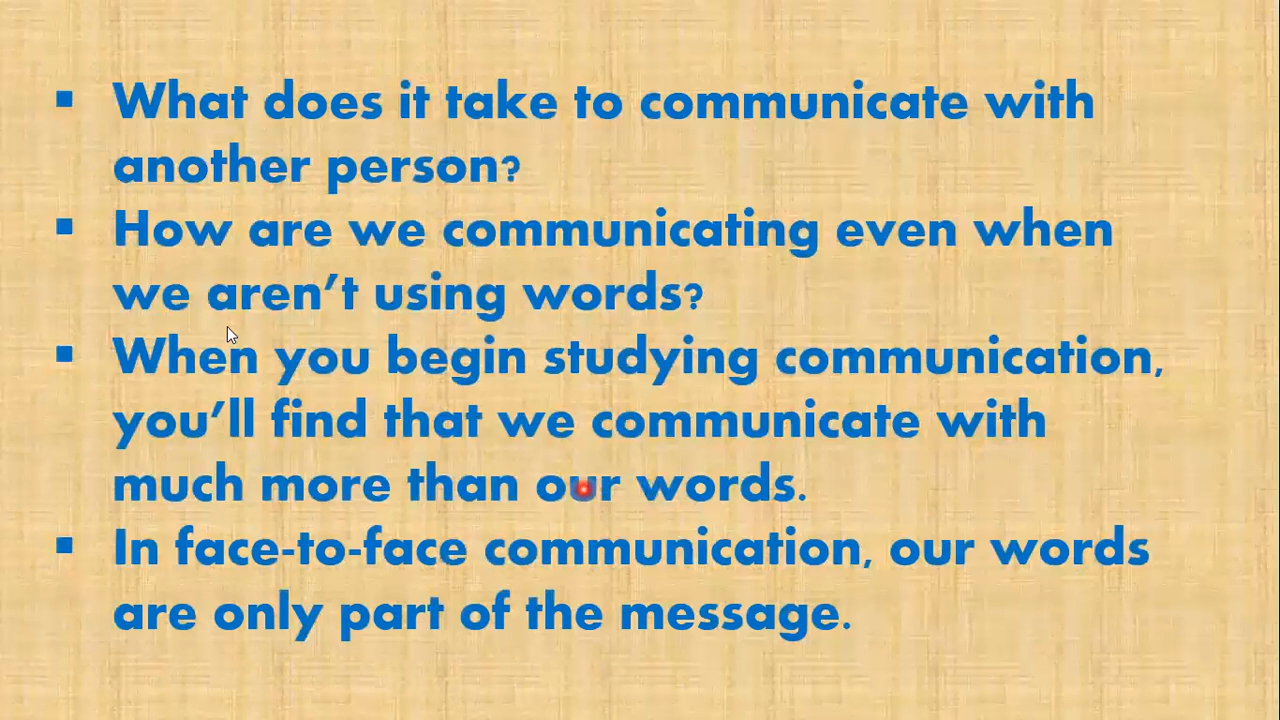 ▪ What does it take to communicate with
another person?
▪ How are we communicating even when
we aren’t using words?
▪ When you begin studying communication,
you’ll find that we communicate with
much more than our words.
▪ In face-to-face communication, our words
are only part of the message.